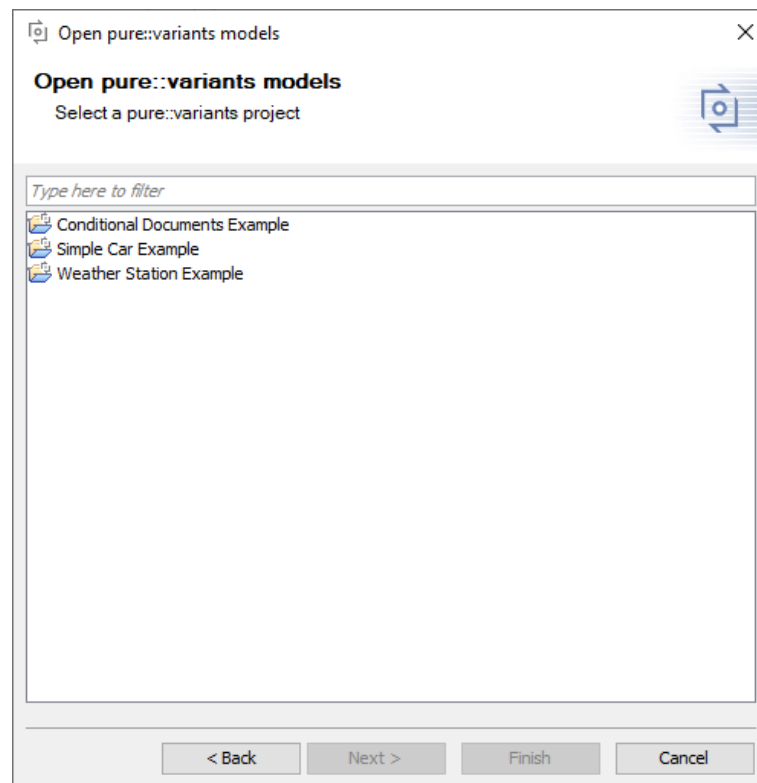 Open pure::variants models
Open pure::variants models
Select a pure::variants project
Type here to filter
Conditional Documents Example
Simple Car Example
Weather Station Example
< Back
Next >
Finish
Cancel